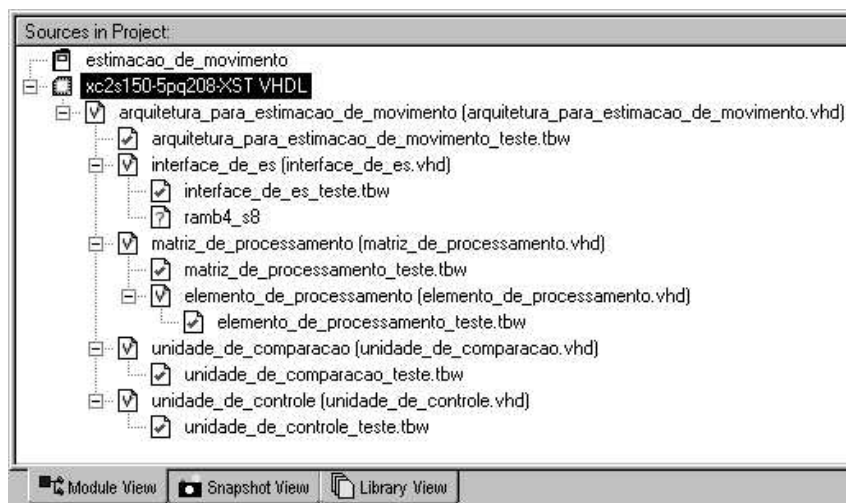 Sources in Project:
estimacao_de_movimento
xc2s150-5pq208-XST VHDL
arquitetura_para_estimacao_de_movimento (arquitetura_para_estimacao_de_movimento.vhd)
arquitetura_para_estimacao_de_movimento_teste.tbw
interface_de_es (interface_de_es.vhd)
interface_de_es_teste.tbw
ramb4_s8
matriz_de_processamento (matriz_de_processamento.vhd)
matriz_de_processamento_teste.tbw
elemento_de_processamento (elemento_de_processamento.vhd)
elemento_de_processamento_teste.tbw
unidade_de_comparacao (unidade_de_comparacao.vhd)
unidade_de_comparacao_teste.tbw
unidade_de_controle (unidade_de_controle.vhd)
unidade_de_controle_teste.tbw
Module View Snapshot View Library View